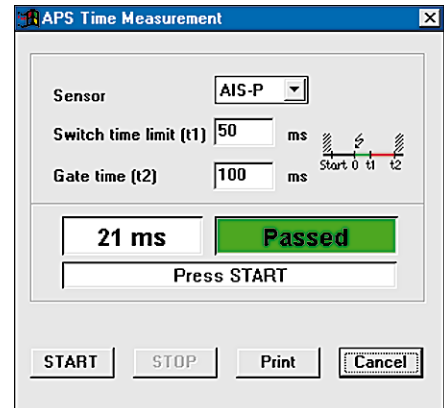 APS Time Measurement
Sensor AIS-P
Switch time limit (t1) 50 ms
Start 0 t1 t2
Gate time (t2) 100 ms
21 ms Passed
Press START
START STOP Print Cancel